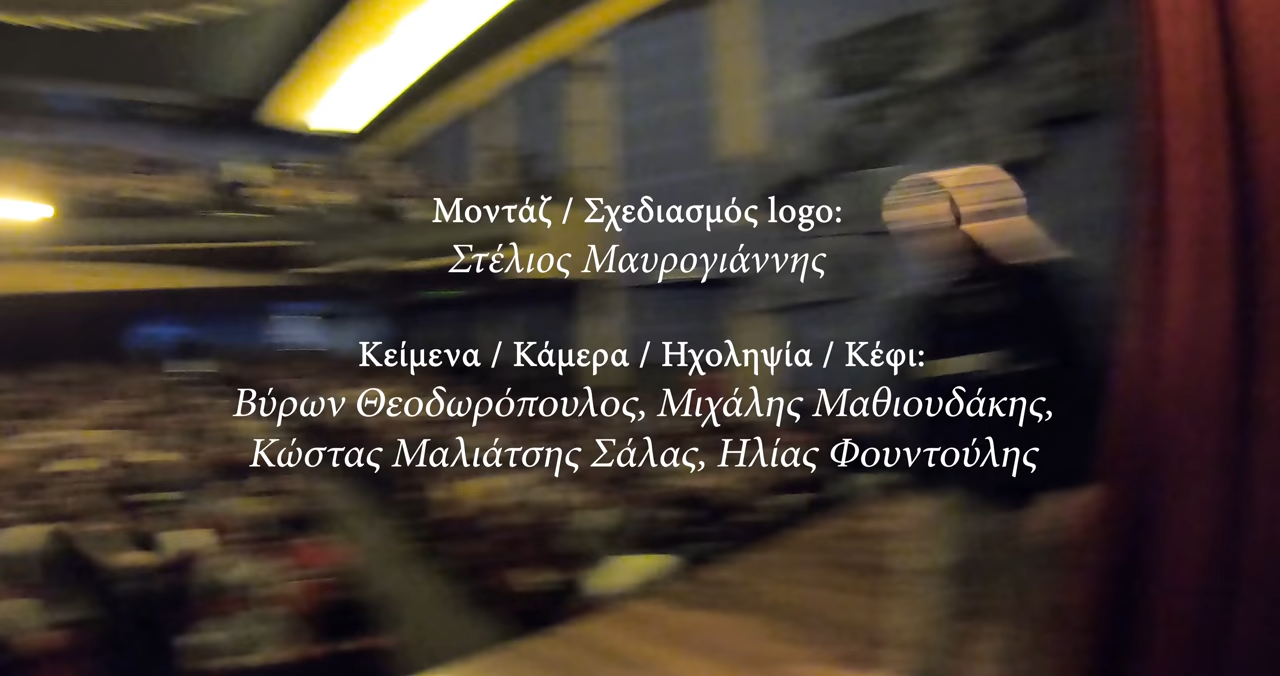 Μοντάζ / Σχεδιασμός logo:
Στέλιος Μαυρογιάννης
Κείμενα / Κάμερα / Ηχοληψία / Κέφι:
Βύρων Θεοδωρόπουλος, Μιχάλης Μαθιουδάκης,
Κώστας Μαλιάτσης Σάλας, Ηλίας Φουντούλης